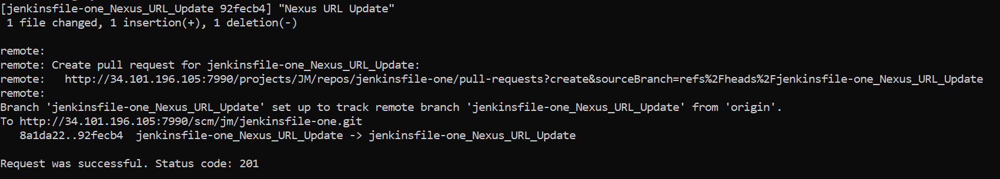 [jenkinsfile-one_Nexus_URL_Update 92fecb4] "Nexus URL Update"
 1 file changed, 1 insertion(+), 1 deletion(-)
remote:
remote: Create pull request for jenkinsfile-one_Nexus_URL_Update:
remote:   http://34.101.196.105:7990/projects/JM/repos/jenkinsfile-one/pull-requests?create&sourceBranch=refs%2Fheads%2Fjenkinsfile-one_Nexus_URL_Update
remote:
Branch 'jenkinsfile-one_Nexus_URL_Update' set up to track remote branch 'jenkinsfile-one_Nexus_URL_Update' from 'origin'.
To http://34.101.196.105:7990/scm/jm/jenkinsfile-one.git
   8a1da22..92fecb4  jenkinsfile-one_Nexus_URL_Update -> jenkinsfile-one_Nexus_URL_Update
Request was successful. Status code: 201